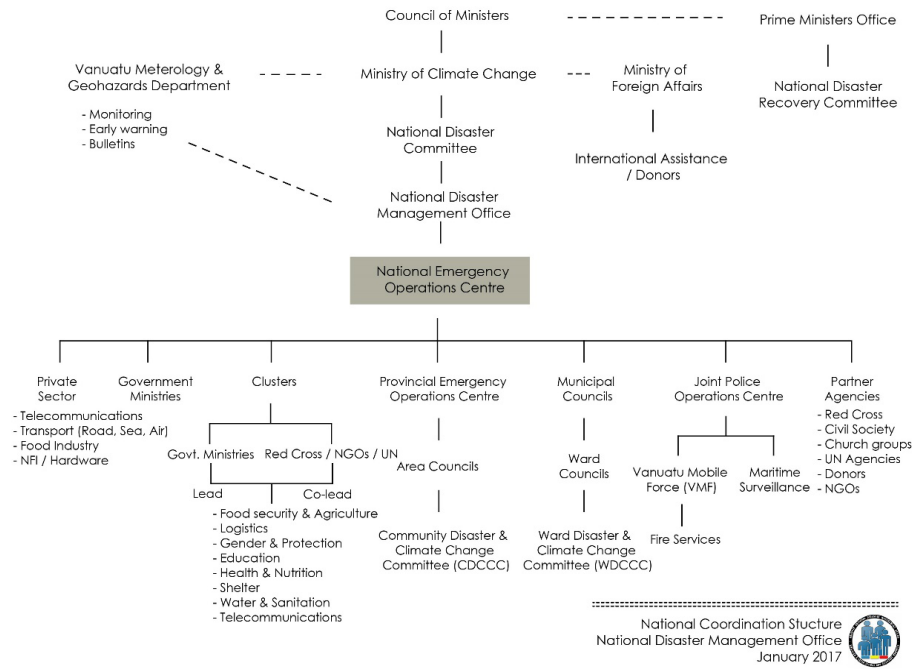 Council of Ministers
Prime Ministers Office
Vanuatu Meterology &
Geohazards Department
- Monitoring
- Early warning
- Bulletins
Ministry of Climate Change
Ministry of
Foreign Affairs
National Disaster
Recovery Committee
National Disaster
Committee
International Assistance
/ Donors
National Disaster
Management Office
National Emergency
Operations Centre
Private
Sector
- Telecommunications
- Transport (Road, Sea, Air)
- Food Industry
- NFI / Hardware
Government
Ministries
Clusters
Govt. Ministries
Red Cross / NGOs / UN
Lead
Co-lead
- Food security & Agriculture
- Logistics
- Gender & Protection
- Education
- Health & Nutrition
- Shelter
- Water & Sanitation
- Telecommunications
Provincial Emergency
Operations Centre
Area Councils
Community Disaster &
Climate Change
Committee (CDCCC)
Municipal
Councils
Ward
Councils
Ward Disaster &
Climate Change
Committee (WDCCC)
Joint Police
Operations Centre
Vanuatu Mobile
Force (VMF)
Fire Services
Maritime
Surveillance
Partner
Agencies
- Red Cross
- Civil Society
- Church groups
- UN Agencies
- Donors
- NGOs
National Coordination Stucture
National Disaster Management Office
January 2017